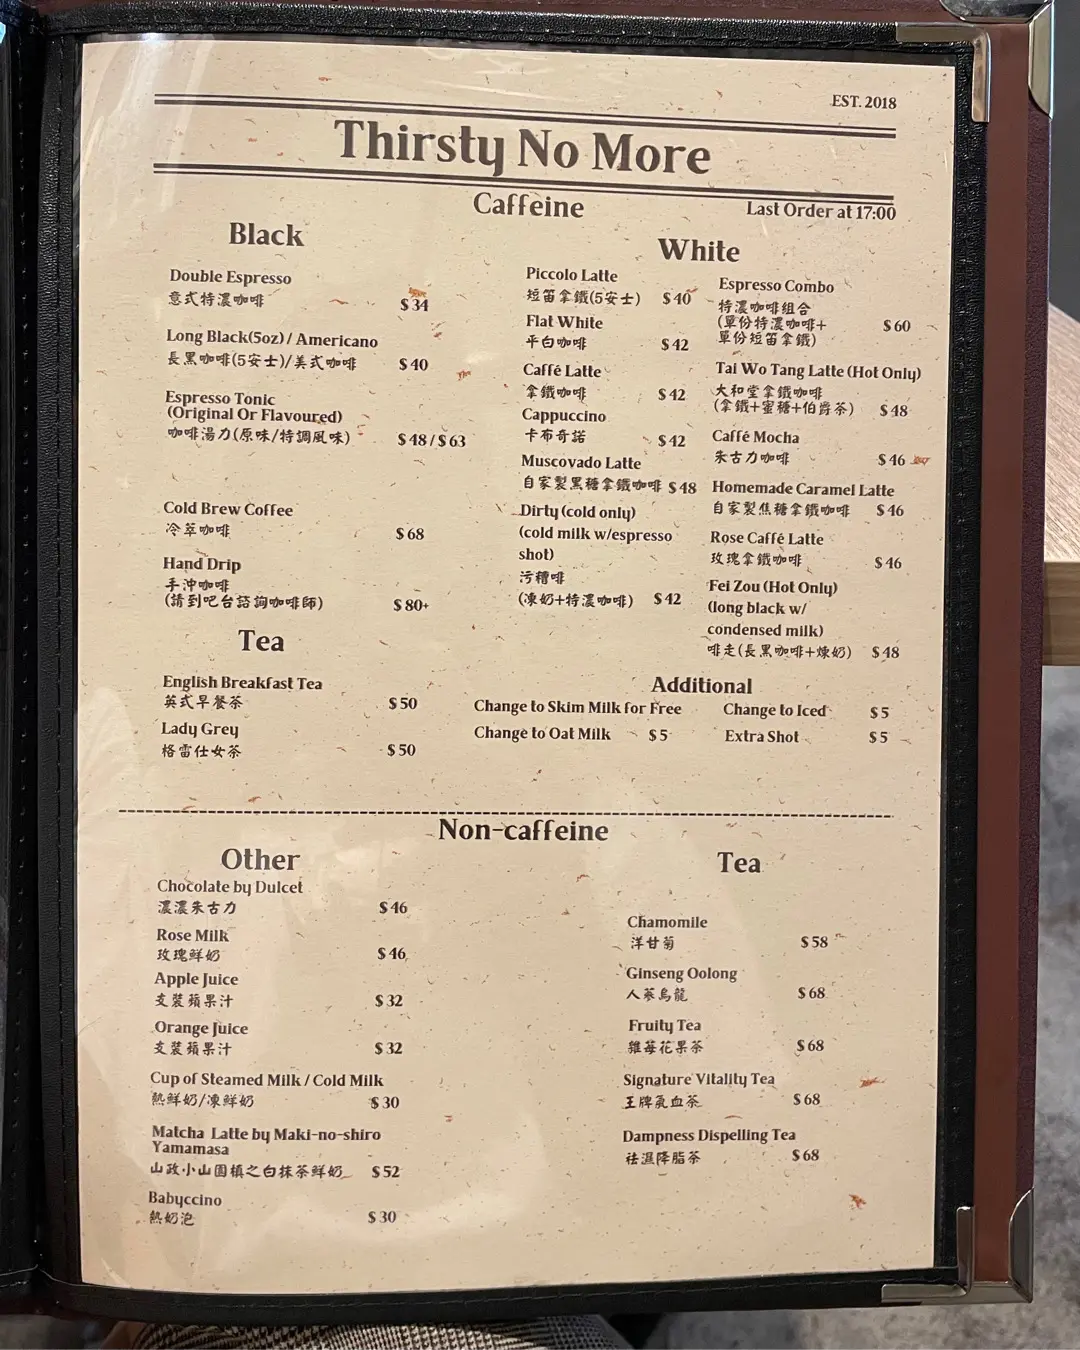 EST. 2018
Thirsty No More
Caffeine
Last Order at 17:00
Black
Double Espresso
意式特濃咖啡 $34
Long Black(5oz) / Americano
長黑咖啡(5安士)/美式咖啡 $40
Espresso Tonic
(Original Or Flavoured)
咖啡湯力(原味/特調風味) $48/$63
Cold Brew Coffee
冷萃咖啡 $68
Hand Drip
手沖咖啡
(請到吧台諮詢咖啡師) $80+
Tea
English Breakfast Tea
英式早餐茶 $50
Lady Grey
格雷仕女茶 $50
White
Piccolo Latte
短笛拿鐵(5安士) $40
Flat White
平白咖啡 $42
Caffé Latte
拿鐵咖啡 $42
Cappuccino
卡布奇諾 $42
Muscovado Latte
自家製黑糖拿鐵咖啡 $48
Dirty (cold only)
(cold milk w/espresso
shot)
污糟啡
(凍奶+特濃咖啡) $42
Espresso Combo
特濃咖啡組合
(單份特濃咖啡+
單份短笛拿鐵) $60
Tai Wo Tang Latte (Hot Only)
大和堂拿鐵咖啡
(拿鐵+蜜糖+伯爵茶) $48
Caffé Mocha
朱古力咖啡 $46
Homemade Caramel Latte
自家製焦糖拿鐵咖啡 $46
Rose Caffé Latte
玫瑰拿鐵咖啡 $46
Fei Zou (Hot Only)
(long black w/
condensed milk)
啡走(長黑咖啡+煉奶) $48
Additional
Change to Skim Milk for Free
Change to Iced $5
Change to Oat Milk $5
Extra Shot $5
Non-caffeine
Other
Chocolate by Dulcet
濃濃朱古力 $46
Rose Milk
玫瑰鮮奶 $46
Apple Juice
支裝蘋果汁 $32
Orange Juice
支裝蘋果汁 $32
Cup of Steamed Milk / Cold Milk
熱鮮奶/凍鮮奶 $30
Matcha Latte by Maki-no-shiro
Yamamasa
山政小山園槙之白抹茶鮮奶 $52
Babyccino
熱奶泡 $30
Tea
Chamomile
洋甘菊 $58
Ginseng Oolong
人蔘烏龍 $68
Fruity Tea
雜莓花果茶 $68
Signature Vitality Tea
王牌氣血茶 $68
Dampness Dispelling Tea
祛濕降脂茶 $68